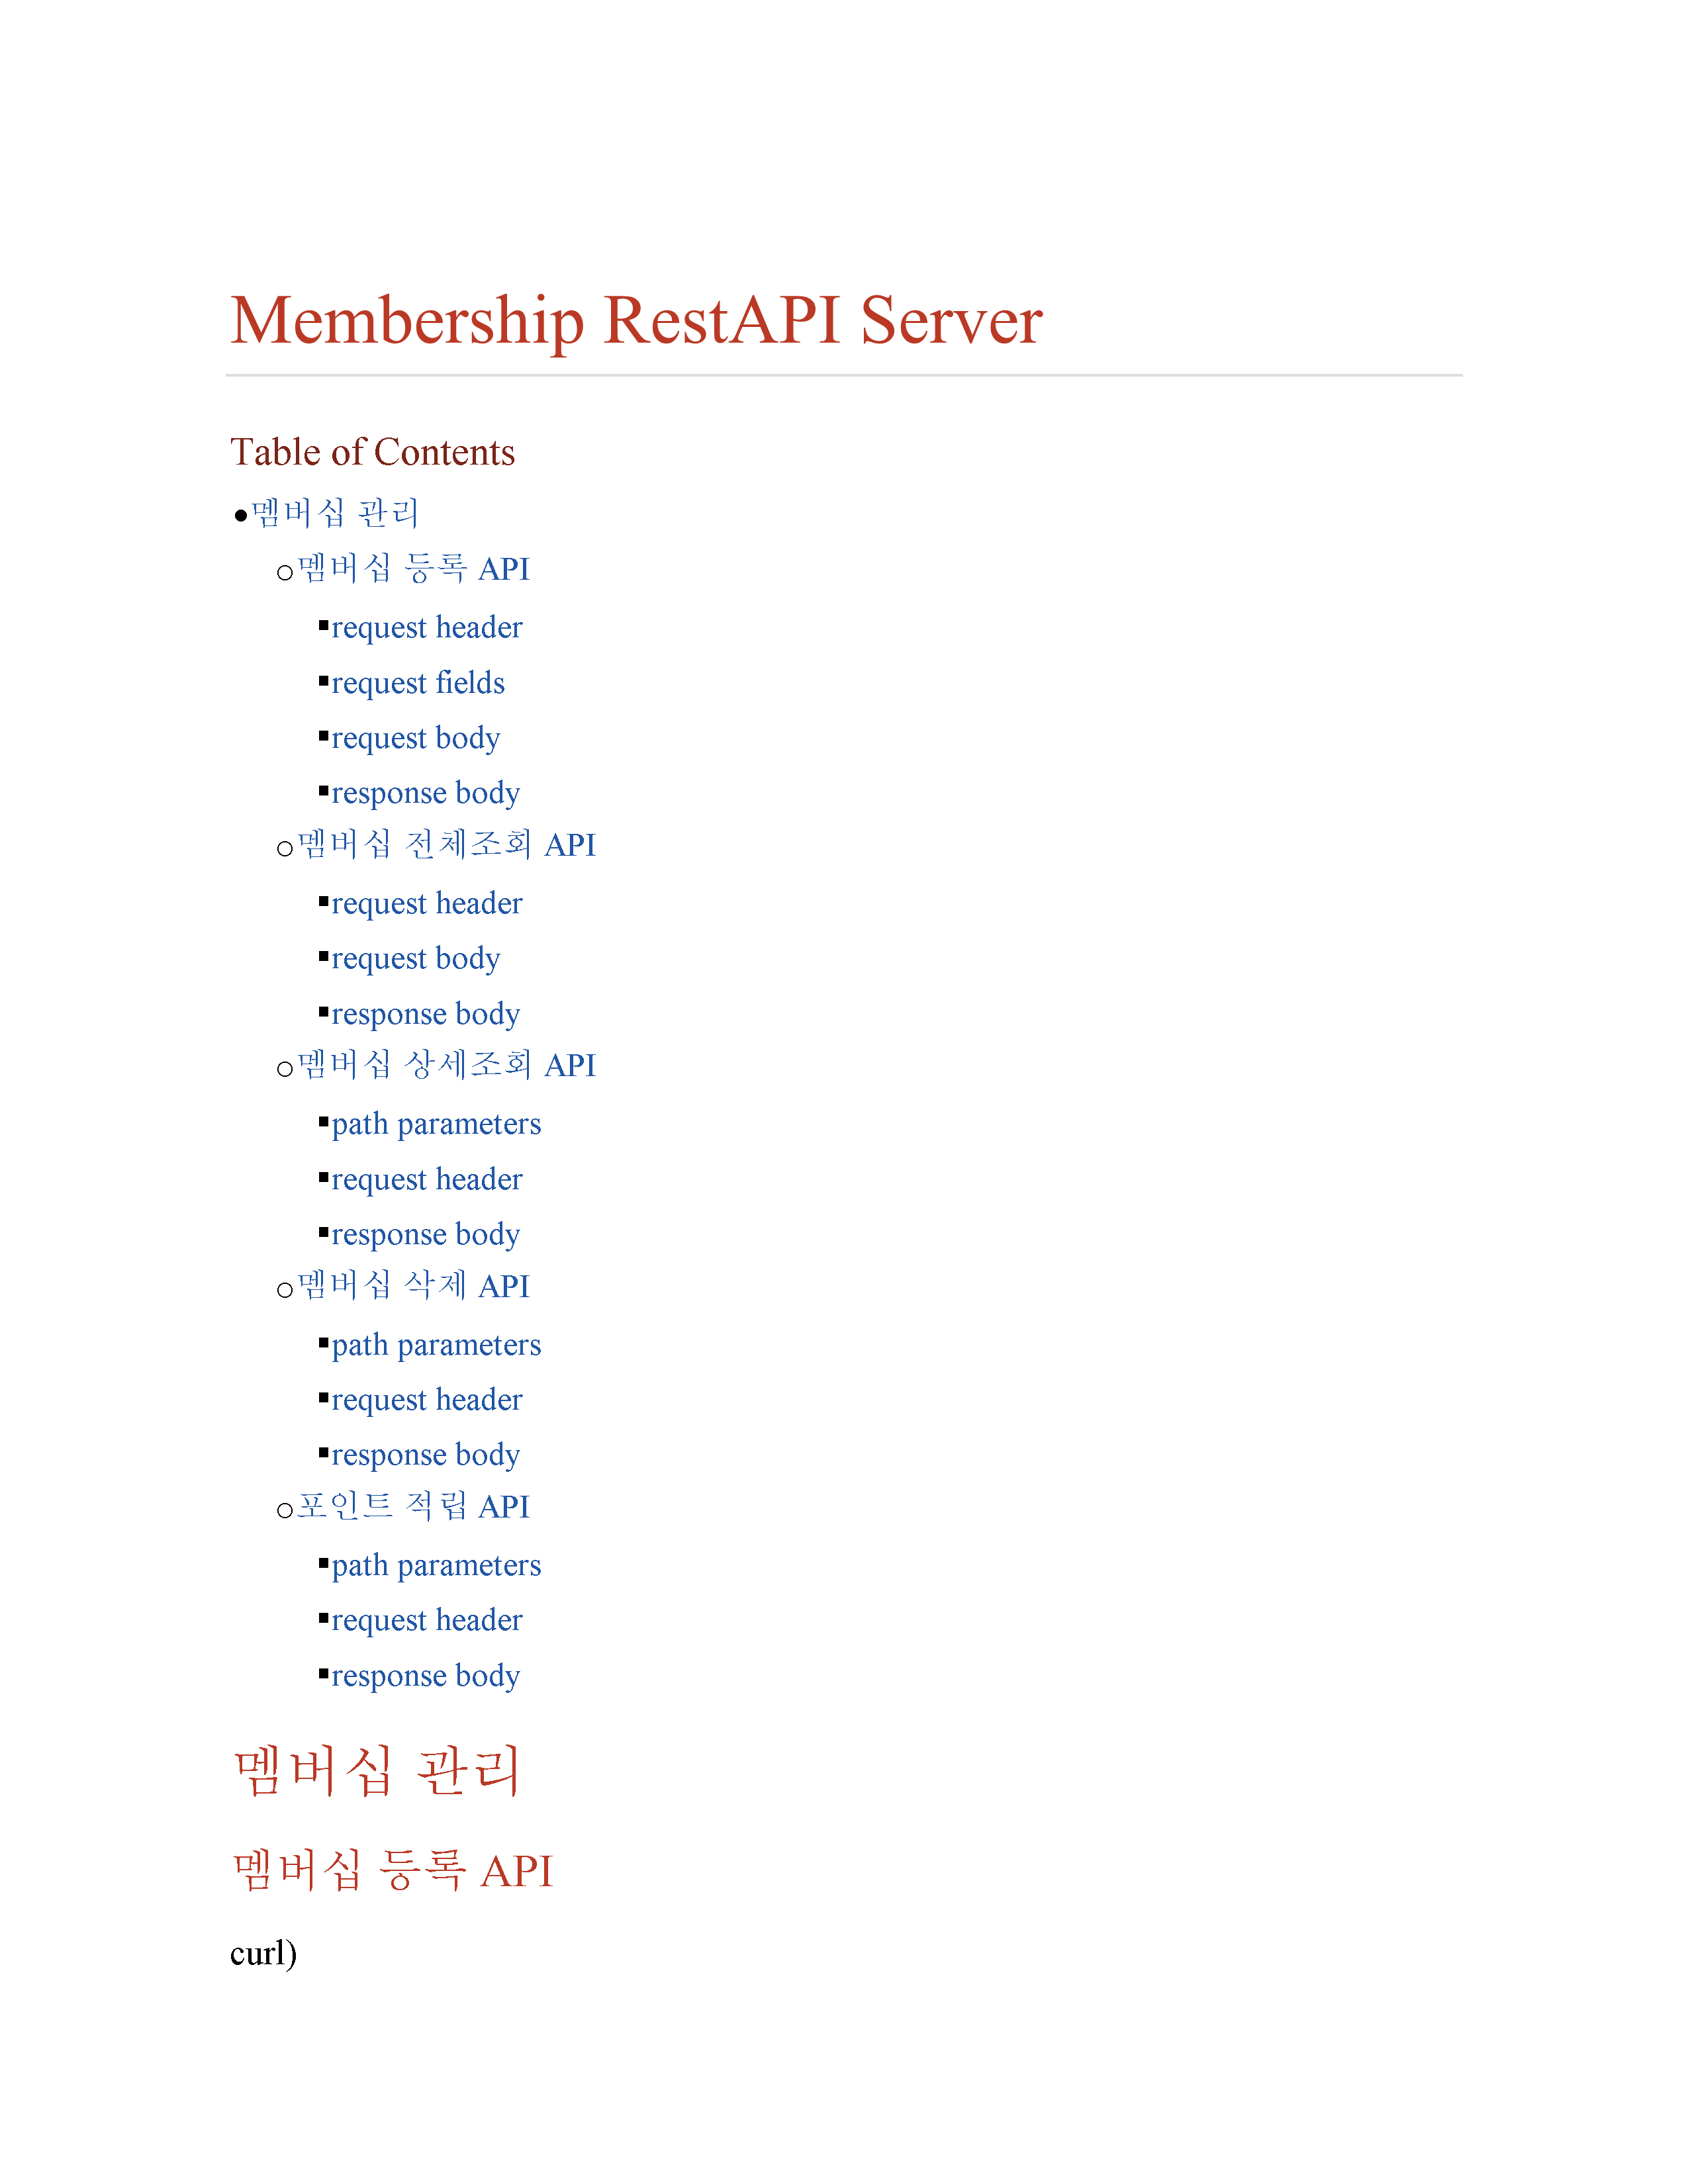 Membership RestAPI Server
Table of Contents
•멤버십 관리
○멤버십 등록 API
▪request header
▪request fields
▪request body
▪response body
○멤버십 전체조회 API
▪request header
▪request body
▪response body
○멤버십 상세조회 API
▪path parameters
▪request header
▪response body
○멤버십 삭제 API
▪path parameters
▪request header
▪response body
○포인트 적립 API
▪path parameters
▪request header
▪response body
멤버십 관리
멤버십 등록 API
curl)